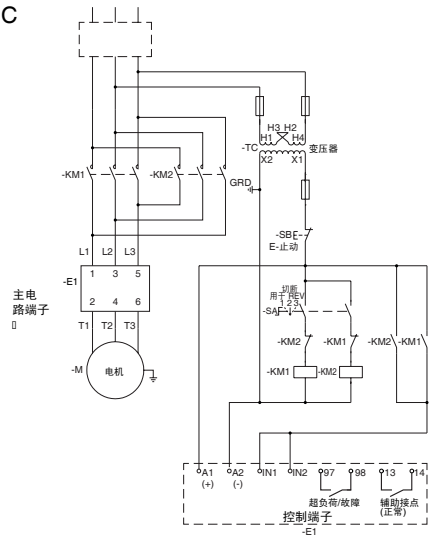 C
H3 H2
H1 H4
-TC 变压器
X2 X1
-KM1 -KM2
GRD
-SB E-
E-止动
L1 L2 L3
-E1
1 3 5
2 4 6
主电
路端子
T1 T2 T3
-M 电机
切断
用于 REV
1 2 3
-SA F-
-KM2 -KM1 -KM2 -KM1
-KM1 -KM2
A1 A2 IN1 IN2 97 98 13 14
(+) (-)
超负荷/故障 辅助接点
(正常)
控制端子
-E1